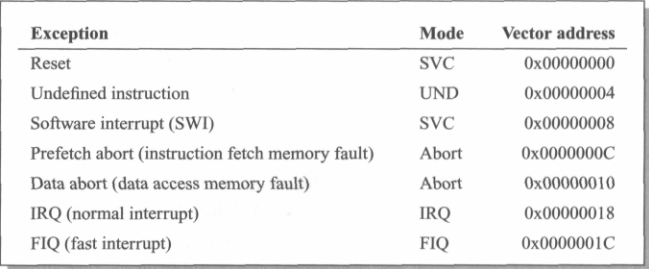 Exception Mode Vector address
Reset SVC 0x00000000
Undefined instruction UND 0x00000004
Software interrupt (SWI) SVC 0x00000008
Prefetch abort (instruction fetch memory fault) Abort 0x0000000C
Data abort (data access memory fault) Abort 0x00000010
IRQ (normal interrupt) IRQ 0x00000018
FIQ (fast interrupt) FIQ 0x0000001C